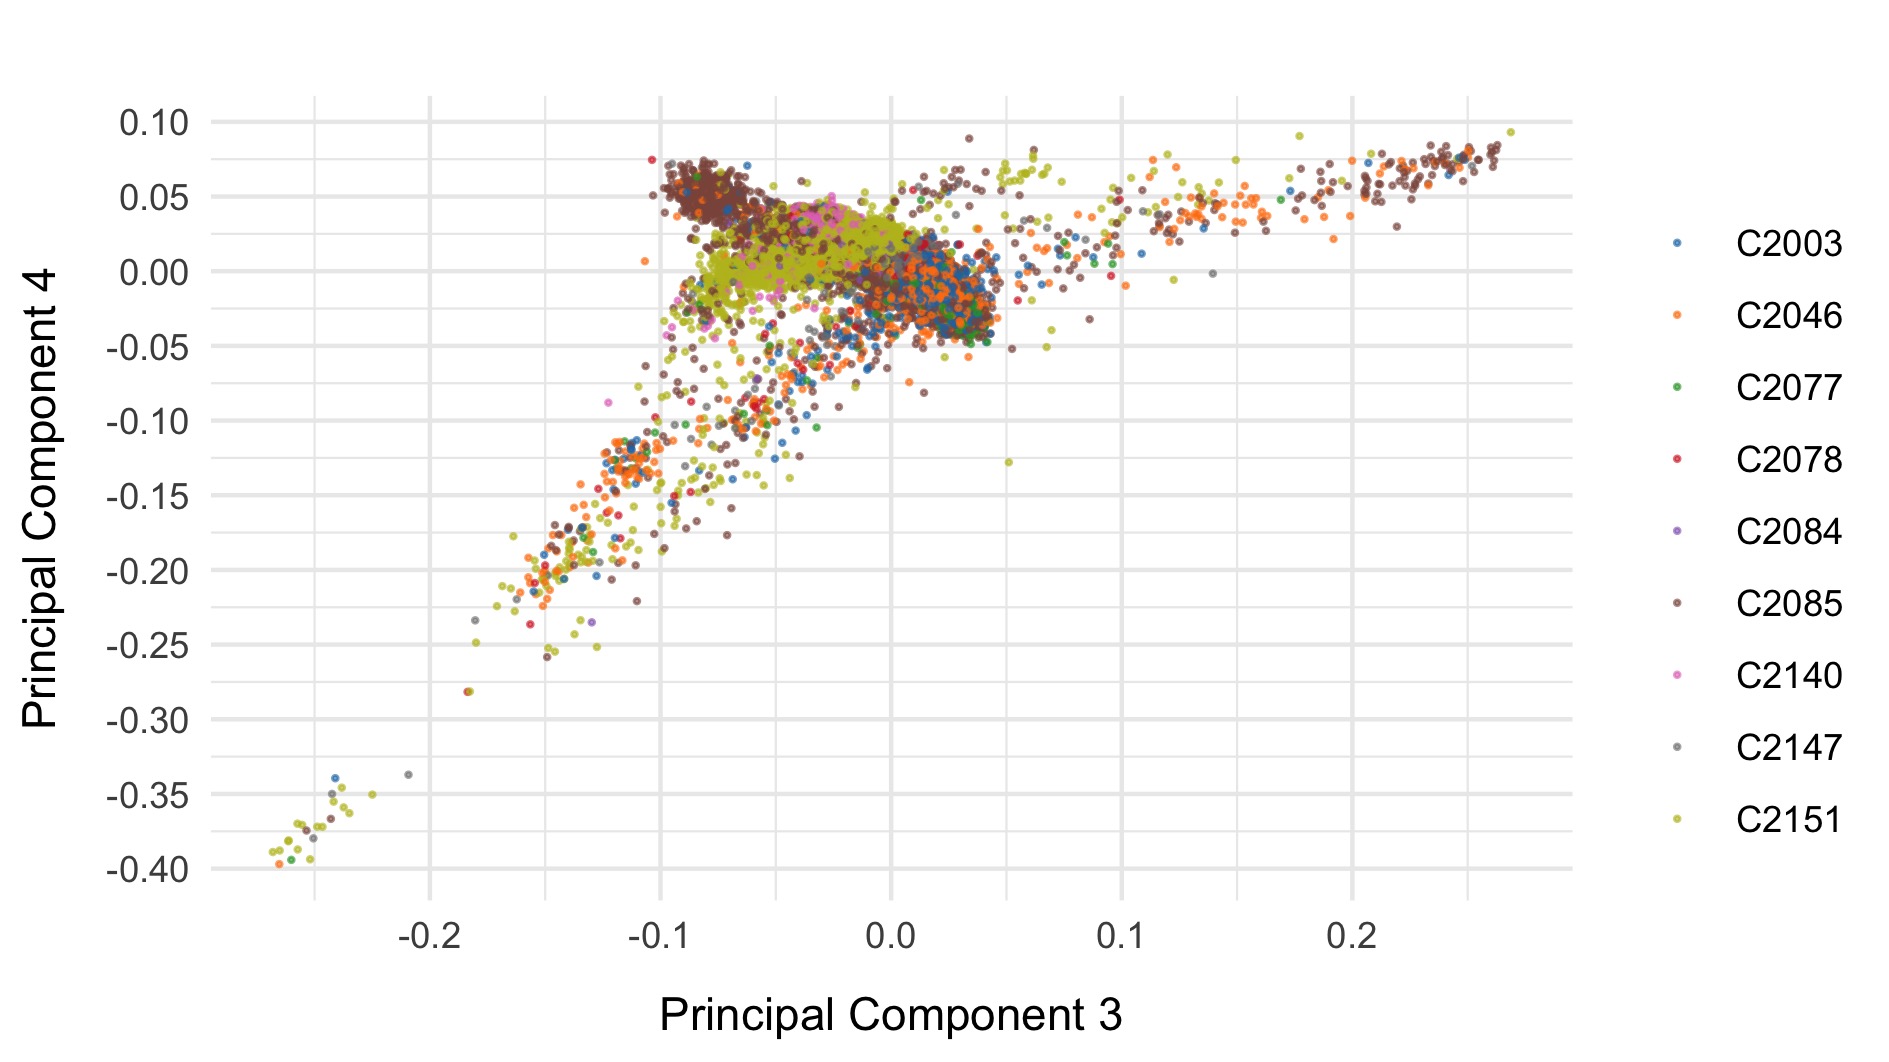 Principal Component 4
0.10
0.05
0.00
-0.05
-0.10
-0.15
-0.20
-0.25
-0.30
-0.35
-0.40
-0.2 -0.1 0.0 0.1 0.2
Principal Component 3
C2003
C2046
C2077
C2078
C2084
C2085
C2140
C2147
C2151